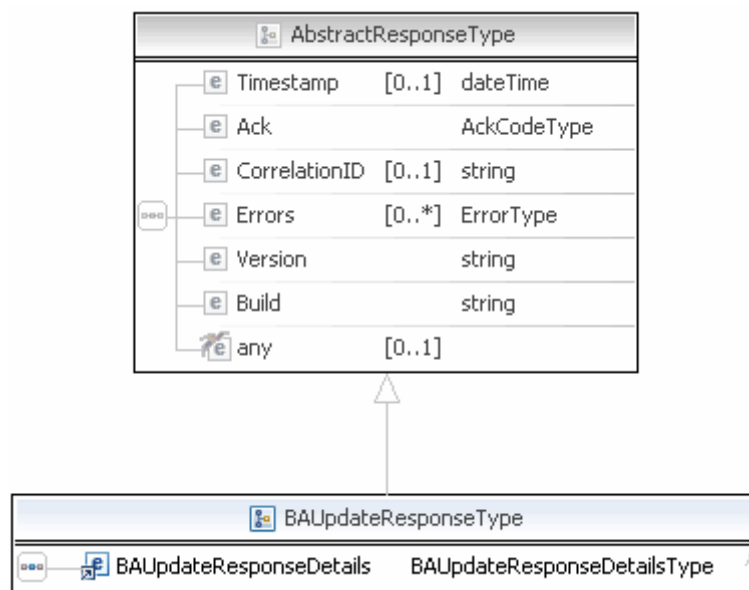 AbstractResponseType
e Timestamp [0..1] dateTime
e Ack AckCodeType
e CorrelationID [0..1] string
e Errors [0..*] ErrorType
e Version string
e Build string
e any [0..1]
BAUpdateResponseType
e BAUpdateResponseDetails BAUpdateResponseDetailsType